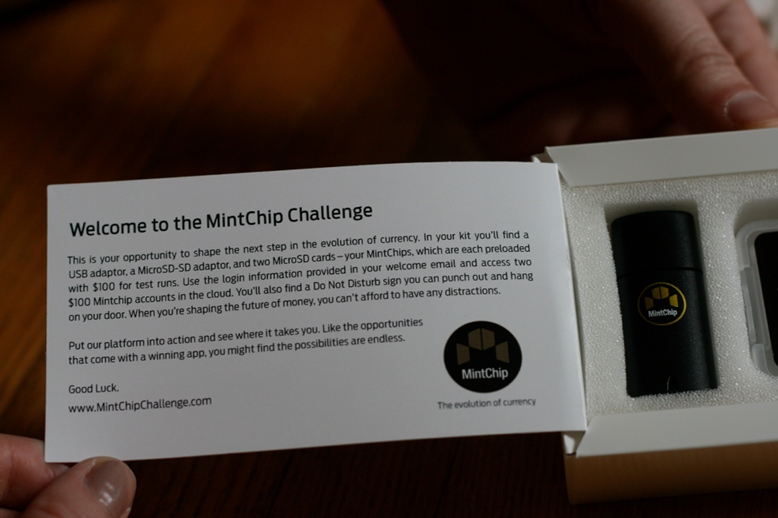 Welcome to the MintChip Challenge
This is your opportunity to shape the next step in the evolution of currency. In your kit you'll find a
USB adaptor, a MicroSD-SD adaptor, and two MicroSD cards – your MintChips, which are each preloaded
with $100 for test runs. Use the login information provided in your welcome email and access two
$100 Mintchip accounts in the cloud. You'll also find a Do Not Disturb sign you can punch out and hang
on your door. When you're shaping the future of money, you can't afford to have any distractions.
Put our platform into action and see where it takes you. Like the opportunities
that come with a winning app, you might find the possibilities are endless.
Good Luck.
www.MintChipChallenge.com
MintChip
The evolution of currency
MintChip